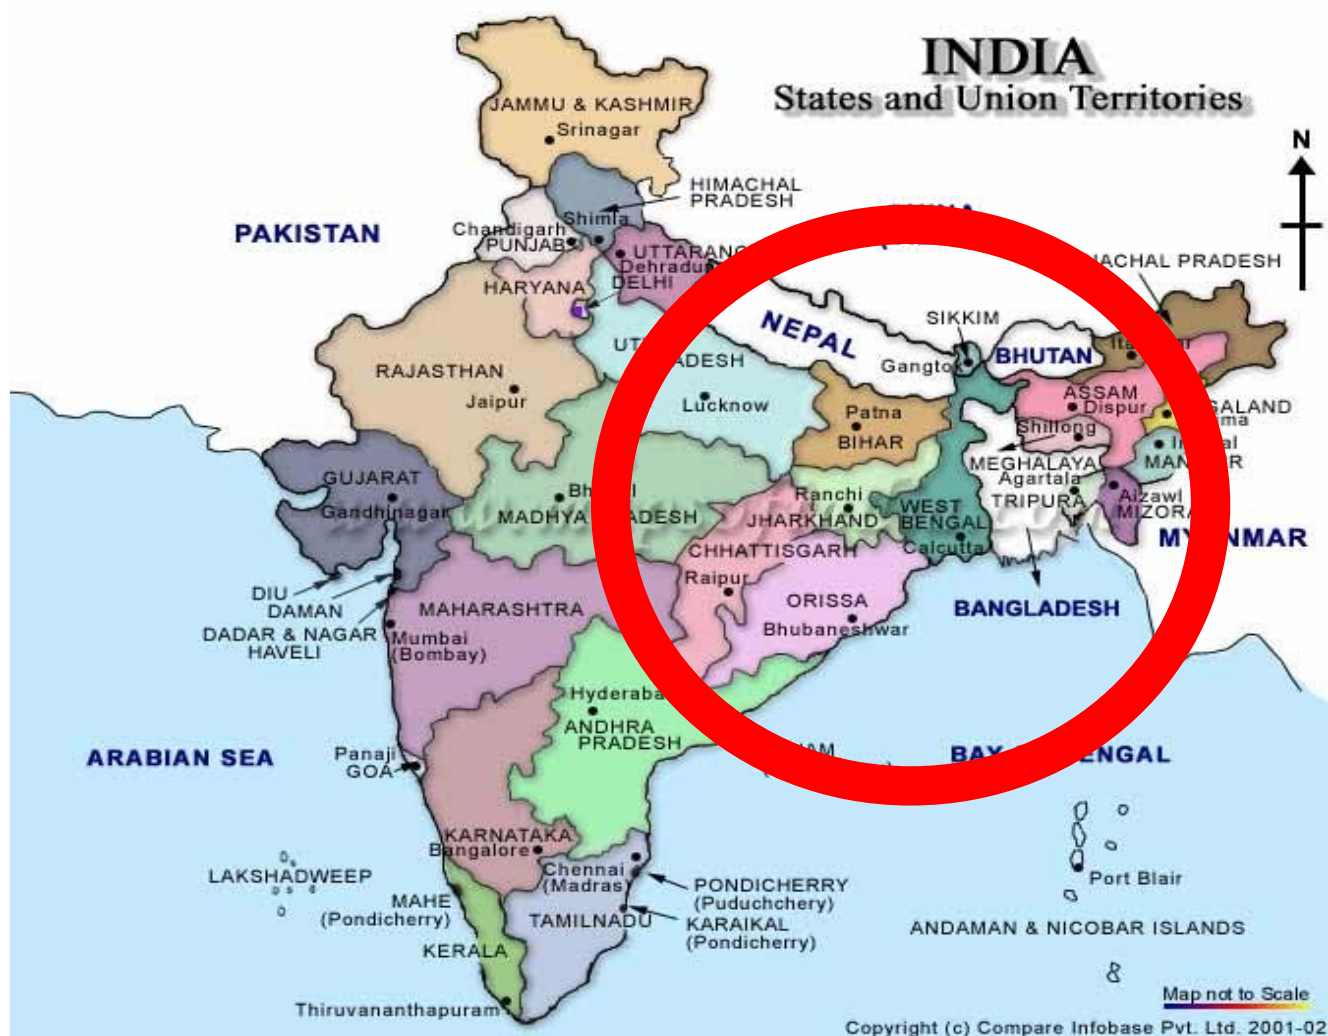 INDIA
States and Union Territories
N
JAMMU & KASHMIR
Srinagar
HIMACHAL
PRADESH
Shimla
Chandigarh
PUNJAB
PAKISTAN
Dehradun
DELHI
HARYANA
PRADESH
NEPAL
SIKKIM
Gangtok
BHUTAN
RAJASTHAN
Jaipur
Lucknow
Patna
BIHAR
ASSAM
Dispur
Shillong
MEGHALAYA
Agartala
TRIPURA
Aizawl
GUJARAT
Gandhinagar
MADHYA PRADESH
Ranchi
JHARKHAND
WEST
BENGAL
Calcutta
CHHATTISGARH
Raipur
ORISSA
Bhubaneshwar
BANGLADESH
DIU
DAMAN
DADAR & NAGAR
HAVELI
MAHARASHTRA
Mumbai
(Bombay)
ANDHRA
PRADESH
ARABIAN SEA
Panaji
GOA
KARNATAKA
Bangalore
Chennai
(Madras)
LAKSHADWEEP
MAHE
(Pondicherry)
TAMILNADU
PONDICHERRY
(Puduchchery)
KARAIKAL
(Pondicherry)
KERALA
Thiruvananthapuram
Port Blair
ANDAMAN & NICOBAR ISLANDS
Map not to Scale
Copyright (c) Compare Infobase Pvt. Ltd. 2001-02